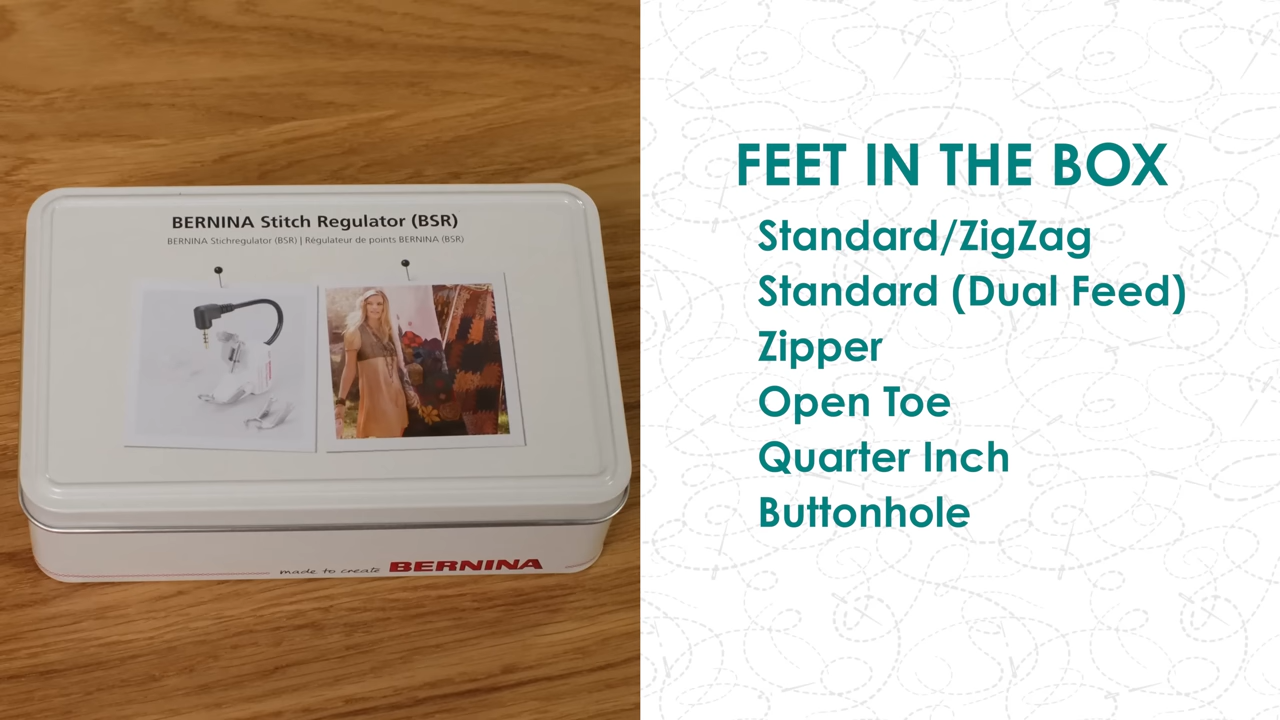 BERNINA Stitch Regulator (BSR)
BERNINA Stichregulator (BSR) | Régulateur de points BERNINA (BSR)
made to create BERNINA
FEET IN THE BOX
Standard/ZigZag
Standard (Dual Feed)
Zipper
Open Toe
Quarter Inch
Buttonhole